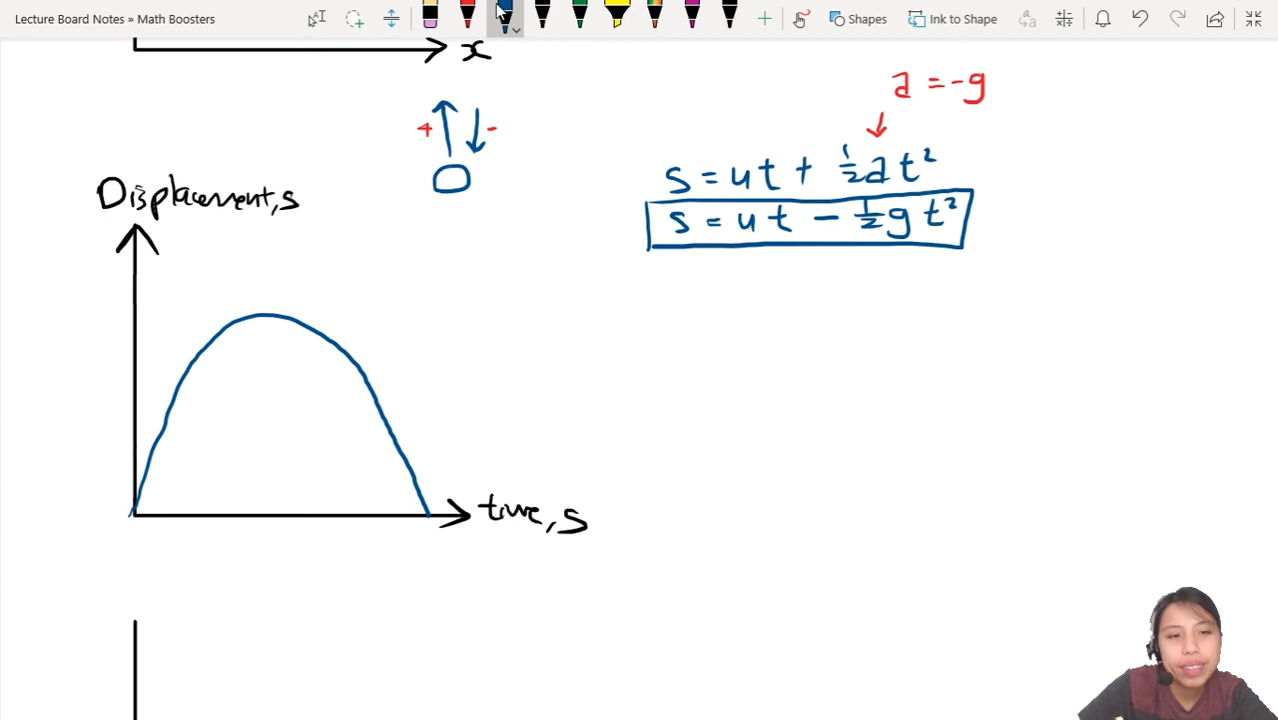 Lecture Board Notes » Math Boosters
Shapes
Ink to Shape
x
a = -g
+ -
s = ut + ½at²
s = ut - ½gt²
Displacement, s
time, s